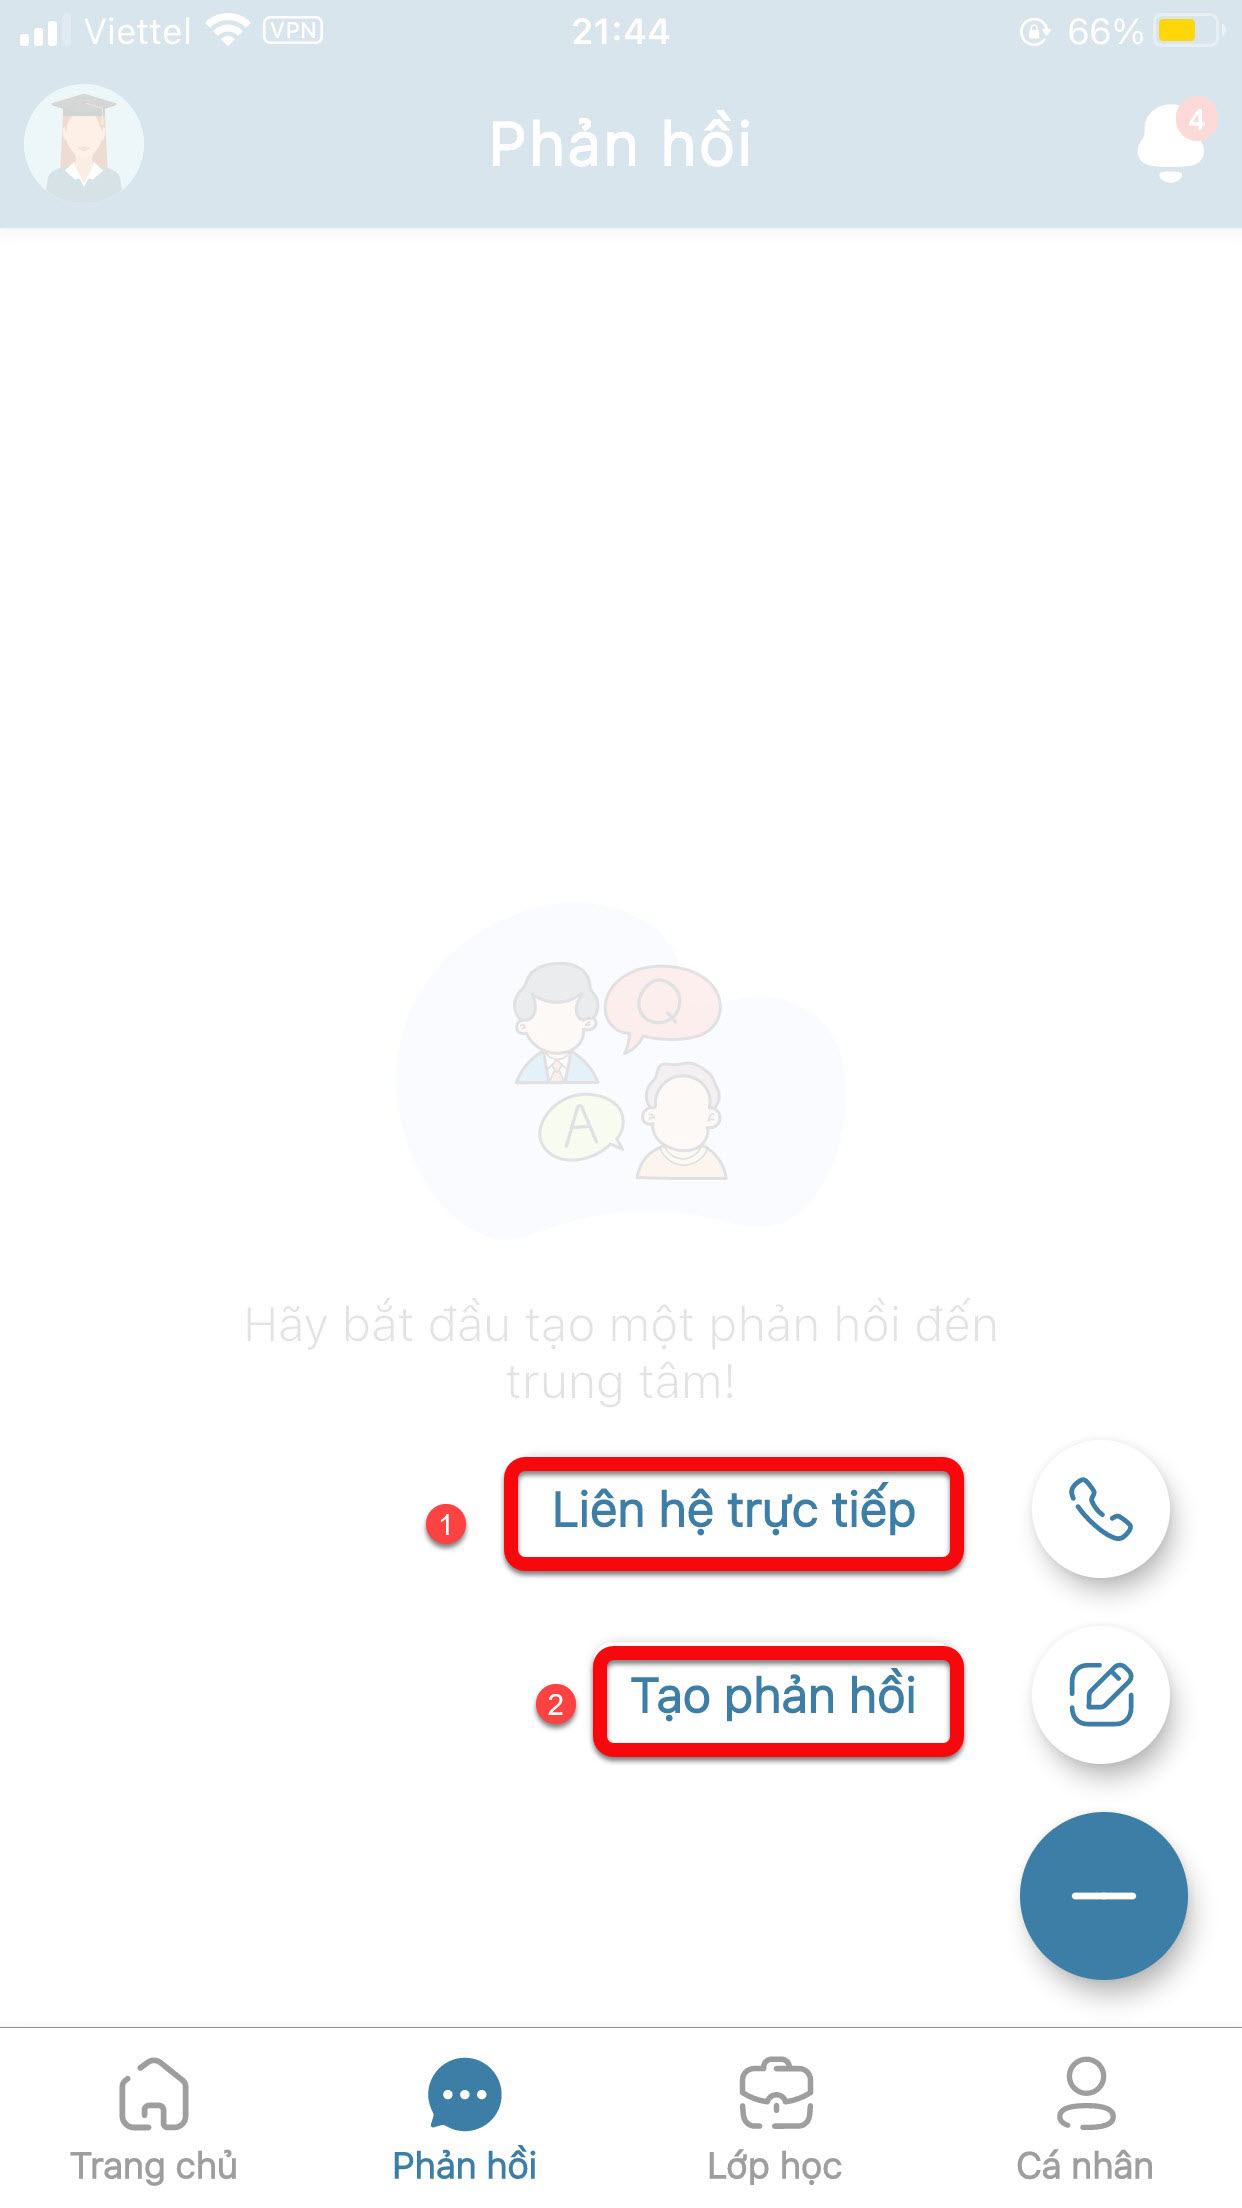 Viettel VPN 21:44 66%
Phản hồi
4
Q
A
Hãy bắt đầu tạo một phản hồi đến
trung tâm!
1 Liên hệ trực tiếp
2 Tạo phản hồi
Trang chủ Phản hồi Lớp học Cá nhân